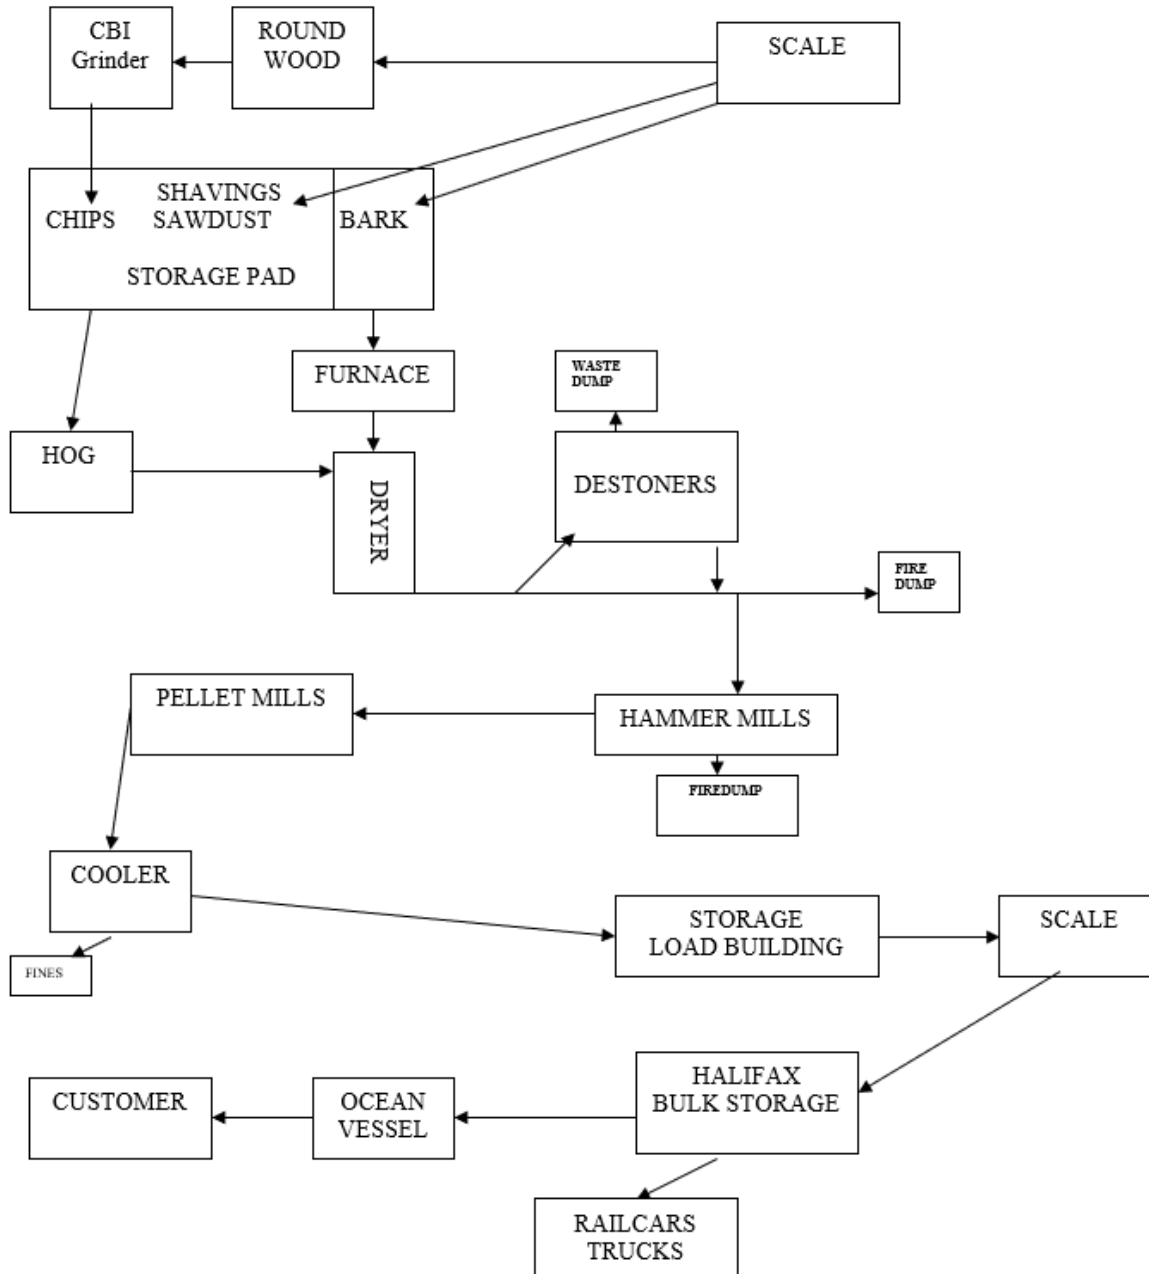 CBI
Grinder
ROUND
WOOD
SCALE
SHAVINGS
CHIPS SAWDUST
BARK
STORAGE PAD
FURNACE
WASTE
DUMP
HOG
DESTONERS
DRYER
FIRE
DUMP
PELLET MILLS
HAMMER MILLS
FIREDUMP
COOLER
STORAGE
LOAD BUILDING
SCALE
FINES
HALIFAX
BULK STORAGE
CUSTOMER
OCEAN
VESSEL
RAILCARS
TRUCKS